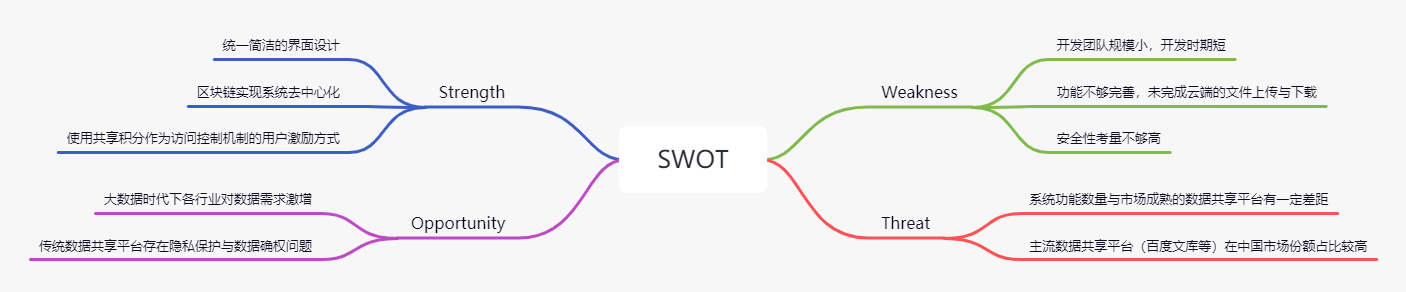 SWOT
Strength
统一简洁的界面设计
区块链实现系统去中心化
使用共享积分作为访问控制机制的用户激励方式
Weakness
开发团队规模小，开发时期短
功能不够完善，未完成云端的文件上传与下载
安全性考量不够高
Opportunity
大数据时代下各行业对数据需求激增
传统数据共享平台存在隐私保护与数据确权问题
Threat
系统功能数量与市场成熟的数据共享平台有一定差距
主流数据共享平台（百度文库等）在中国市场份额占比较高